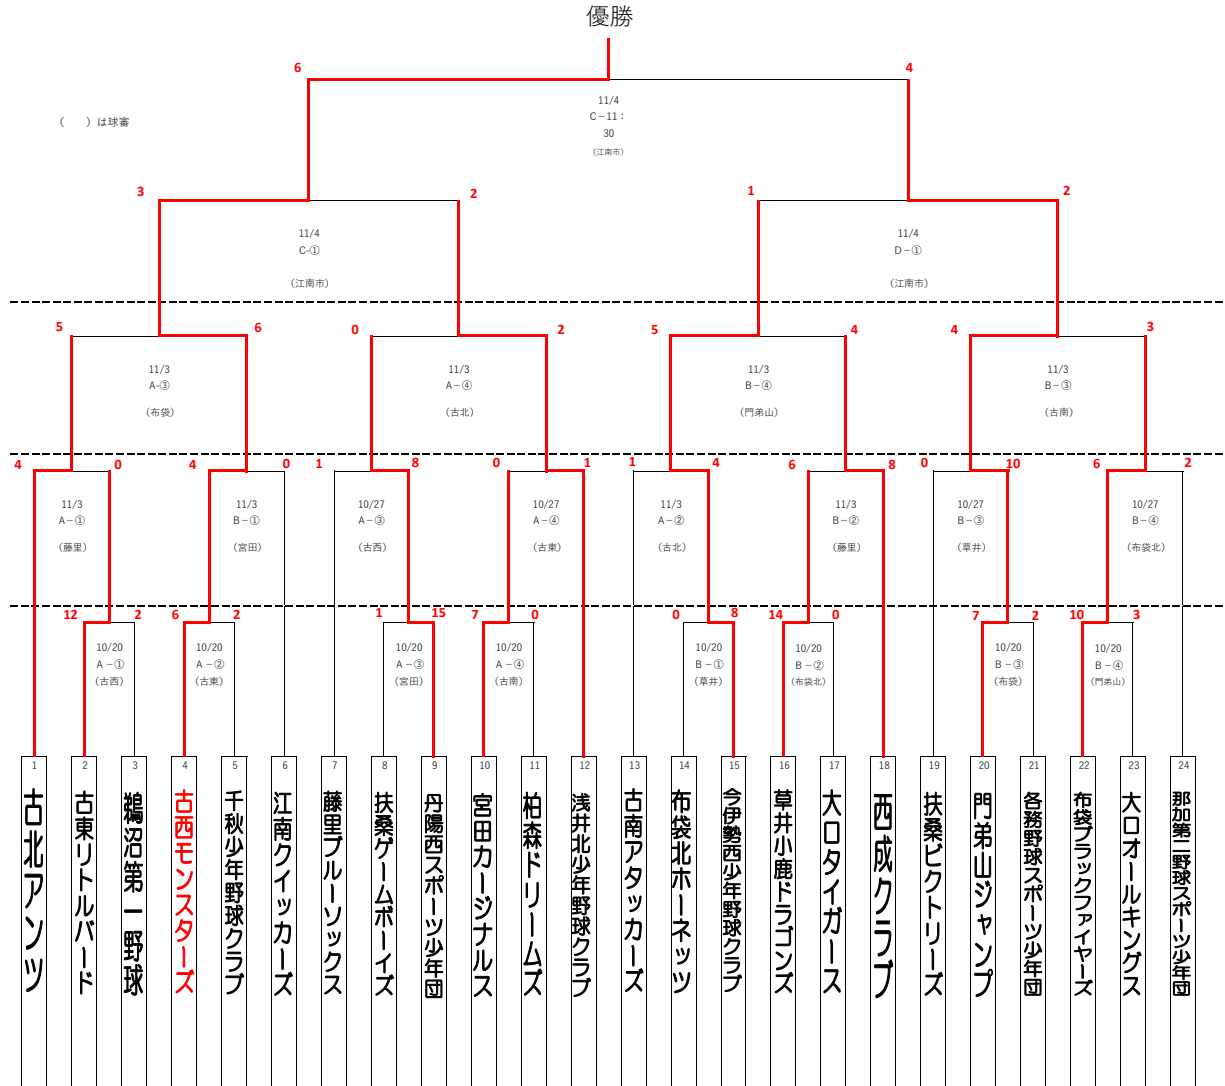 優勝
6 4
11/4
C－11：
30
（江南市）
（　　）は球審
3 2 1 2
11/4 11/4
C-① D－①
（江南市） （江南市）
5 6 0 2 5 4 4 3
11/3 11/3 11/3 11/3
A-③ A－④ B－④ B－③
（布袋） （古北） （門弟山） （古南）
4 0 4 0 1 8 0 1 1 4 6 8 0 10 6 2
11/3 11/3 10/27 10/27 11/3 11/3 10/27 10/27
A－① B－① A－③ A－④ A－② B－② B－③ B－④
（藤里） （宮田） （古西） （古東） （古北） （藤里） （草井） （布袋北）
12 2 6 2 1 15 7 0 0 8 14 0 7 2 10 3
10/20 10/20 10/20 10/20 10/20 10/20 10/20 10/20
A－① A－② A－③ A－④ B－① B－② B－③ B－④
（古西） （古東） （宮田） （古南） （草井） （布袋北） （布袋） （門弟山）
1 2 3 4 5 6 7 8 9 10 11 12 13 14 15 16 17 18 19 20 21 22 23 24
古北アンツ
古東リトルバード
鵜沼第一野球
古西モンスターズ
千秋少年野球クラブ
江南クイッカーズ
藤里ブルーソックス
扶桑ゲームボーイズ
丹陽西スポーツ少年団
宮田カージナルス
柏森ドリームズ
浅井北少年野球クラブ
古南アタッカーズ
布袋北ホーネッツ
今伊勢西少年野球クラブ
草井小鹿ドラゴンズ
大口タイガース
西成クラブ
扶桑ビクトリーズ
門弟山ジャンプ
各務野球スポーツ少年団
布袋ブラックファイヤーズ
大口オールキングス
那加第二野球スポーツ少年団